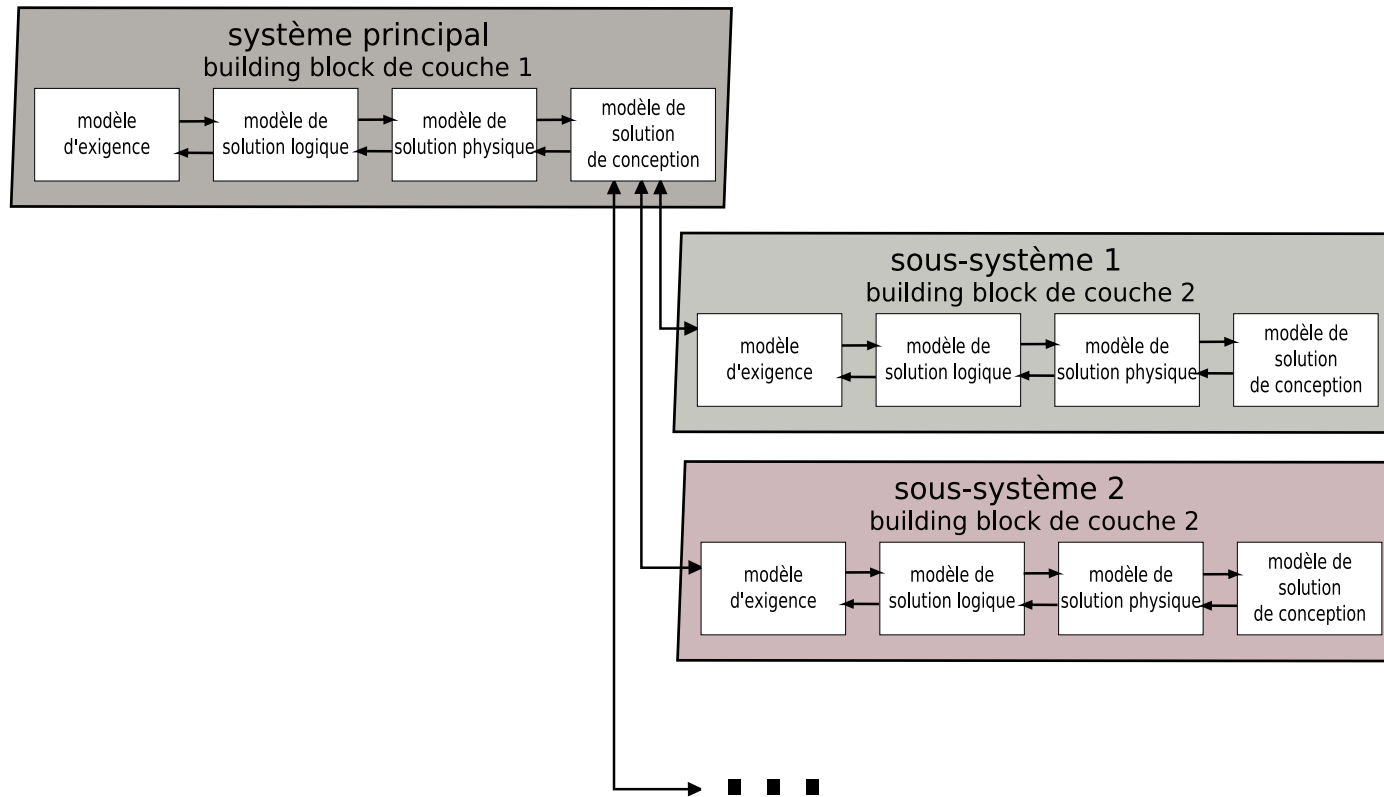 système principal
building block de couche 1
modèle
d'exigence
modèle de
solution logique
modèle de
solution physique
modèle de
solution
de conception
sous-système 1
building block de couche 2
modèle
d'exigence
modèle de
solution logique
modèle de
solution physique
modèle de
solution
de conception
sous-système 2
building block de couche 2
modèle
d'exigence
modèle de
solution logique
modèle de
solution physique
modèle de
solution
de conception